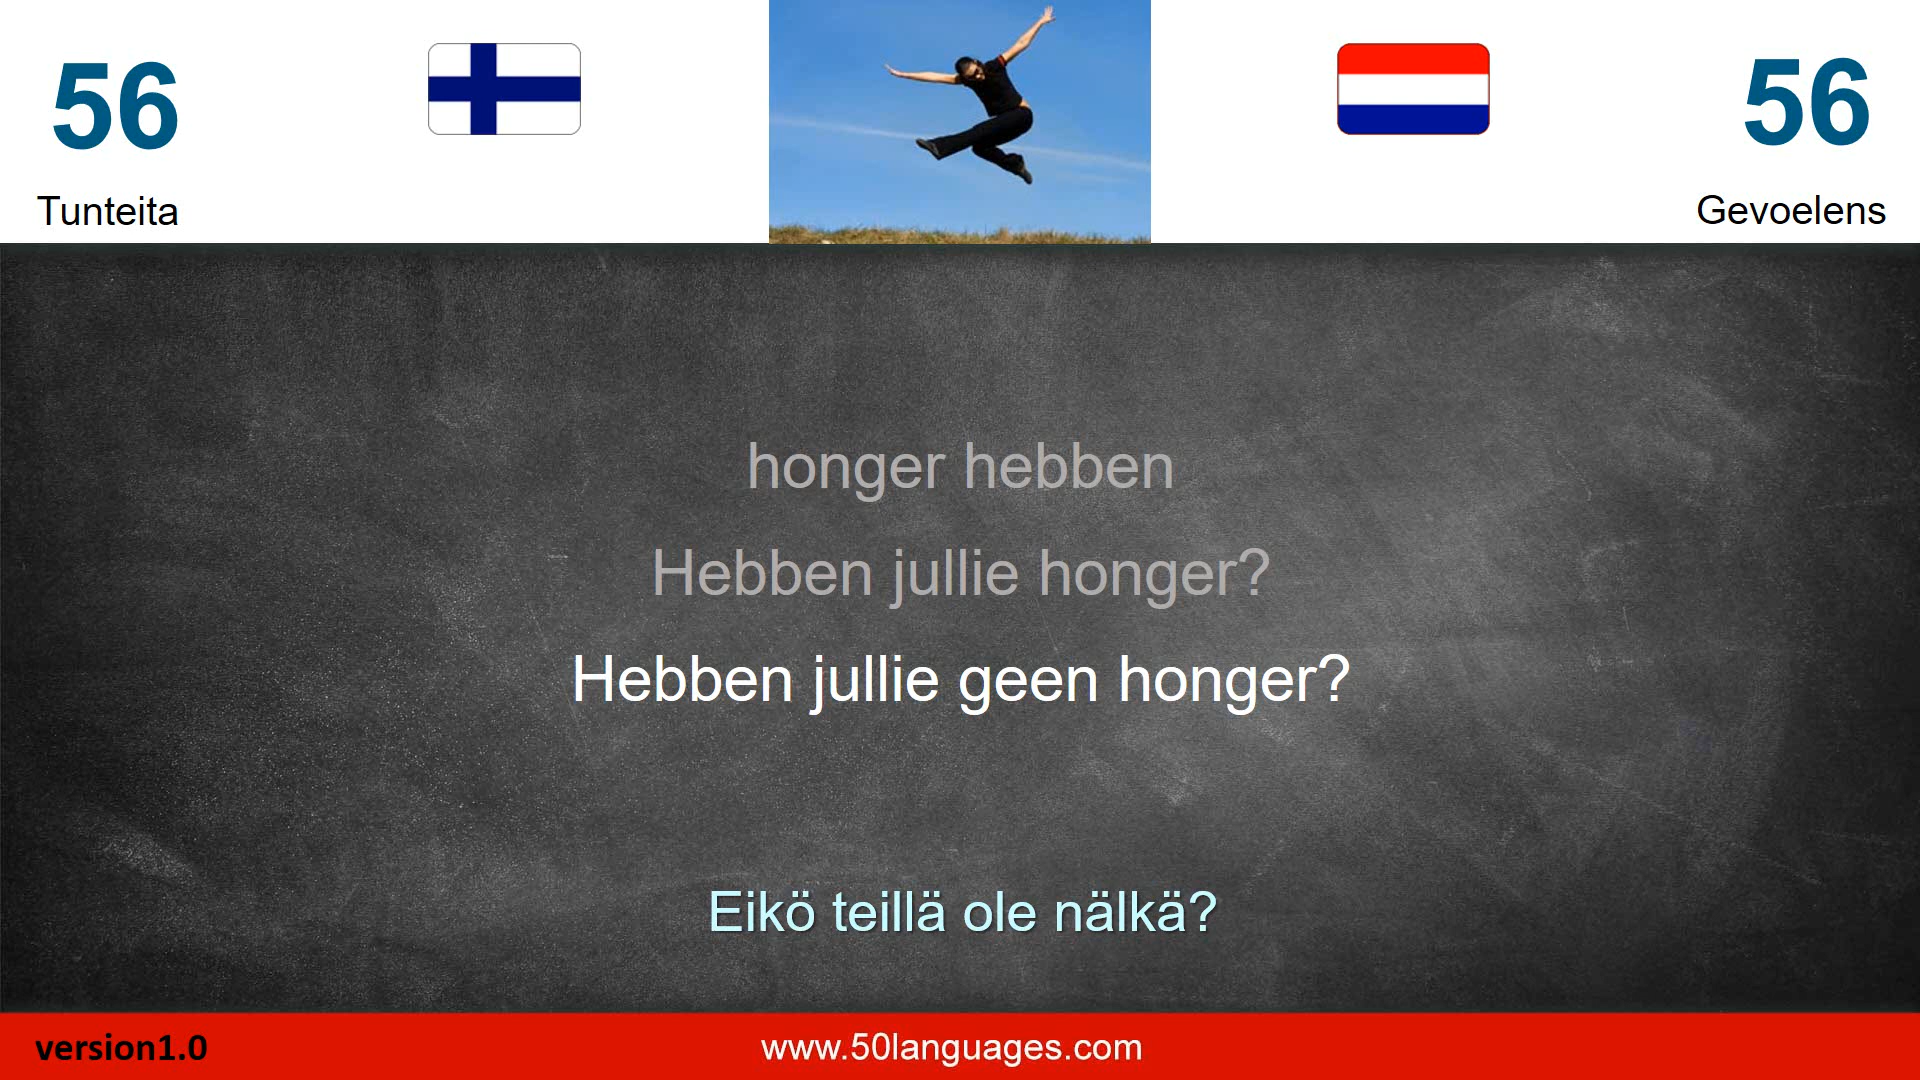 56
56
Tunteita
Gevoelens
honger hebben
Hebben jullie honger?
Hebben jullie geen honger?
Eikö teillä ole nälkä?
version1.0
www.50languages.com